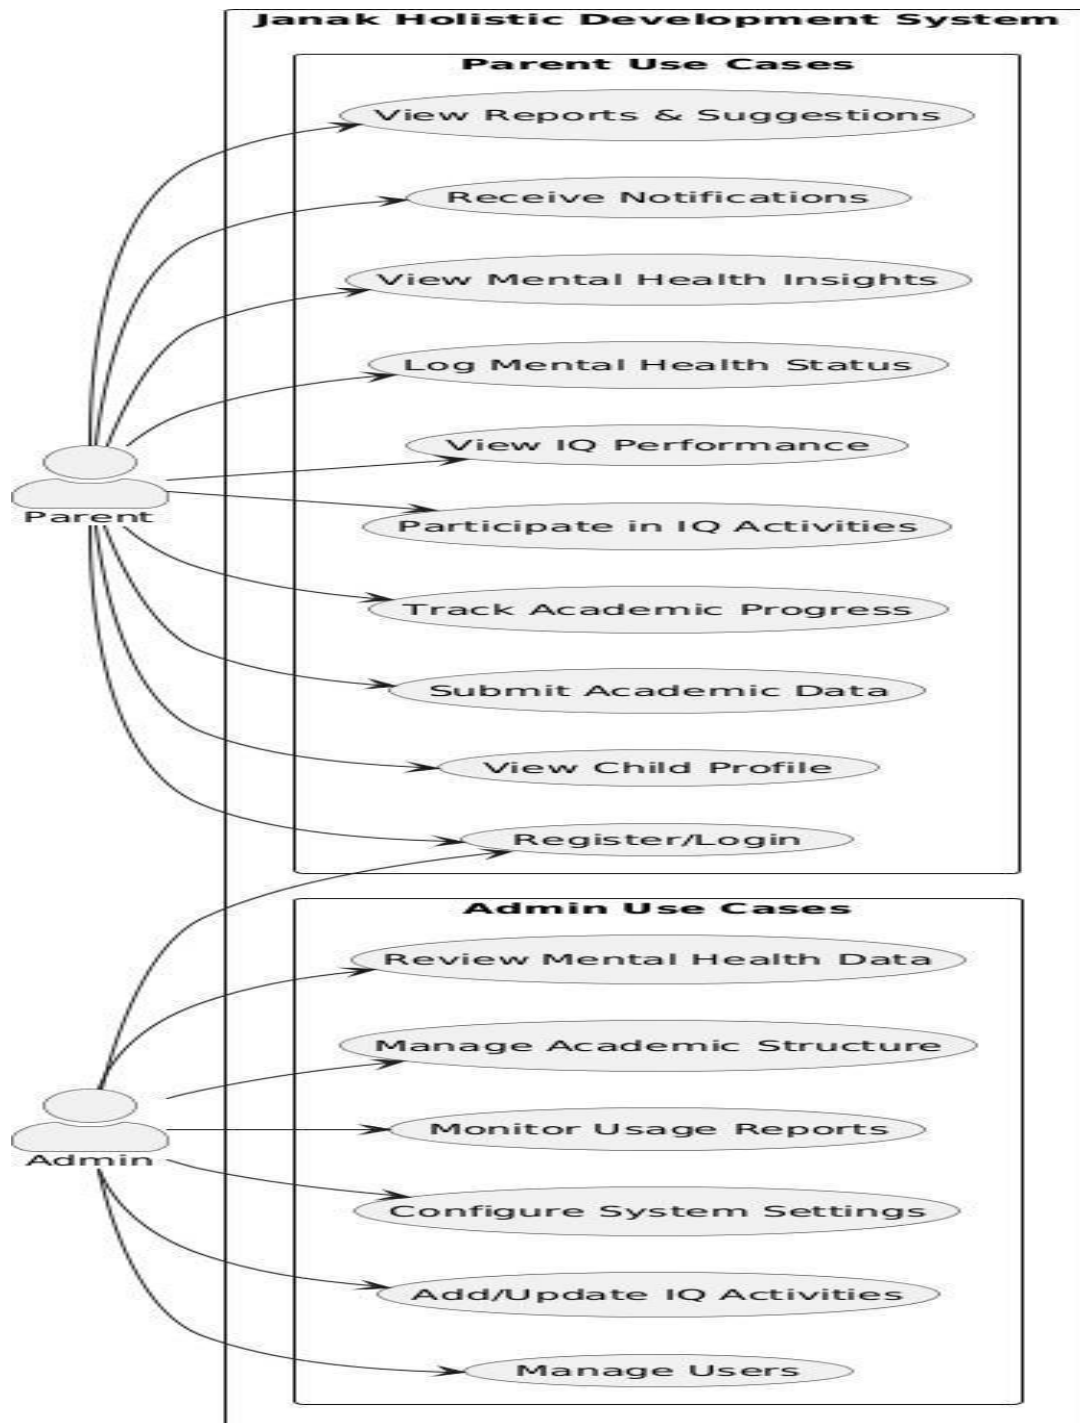 Janak Holistic Development System
Parent Use Cases
View Reports & Suggestions
Receive Notifications
View Mental Health Insights
Log Mental Health Status
View IQ Performance
Parent
Participate in IQ Activities
Track Academic Progress
Submit Academic Data
View Child Profile
Register/Login
Admin Use Cases
Review Mental Health Data
Manage Academic Structure
Monitor Usage Reports
Admin
Configure System Settings
Add/Update IQ Activities
Manage Users